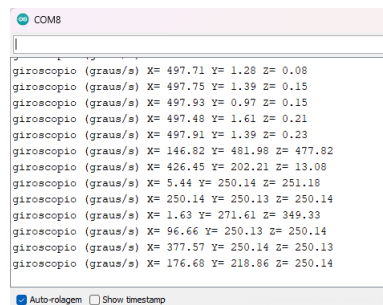 COM8
giroscopio (graus/s) X= 497.71 Y= 1.28 Z= 0.08
giroscopio (graus/s) X= 497.75 Y= 1.39 Z= 0.15
giroscopio (graus/s) X= 497.93 Y= 0.97 Z= 0.15
giroscopio (graus/s) X= 497.48 Y= 1.61 Z= 0.21
giroscopio (graus/s) X= 497.91 Y= 1.39 Z= 0.23
giroscopio (graus/s) X= 146.82 Y= 481.98 Z= 477.82
giroscopio (graus/s) X= 426.45 Y= 202.21 Z= 13.08
giroscopio (graus/s) X= 5.44 Y= 250.14 Z= 251.18
giroscopio (graus/s) X= 250.14 Y= 250.13 Z= 250.14
giroscopio (graus/s) X= 1.63 Y= 271.61 Z= 349.33
giroscopio (graus/s) X= 96.66 Y= 250.13 Z= 250.14
giroscopio (graus/s) X= 377.57 Y= 250.14 Z= 250.13
giroscopio (graus/s) X= 176.68 Y= 218.86 Z= 250.14
Auto-rolagem Show timestamp